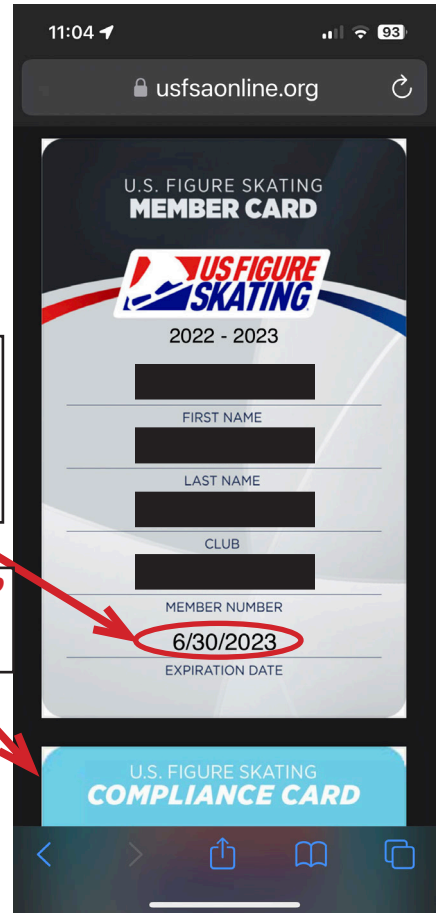 11:04
93
usfsaonline.org
U.S. FIGURE SKATING
MEMBER CARD
US FIGURE
SKATING
2022 - 2023
FIRST NAME
LAST NAME
CLUB
MEMBER NUMBER
6/30/2023
EXPIRATION DATE
U.S. FIGURE SKATING
COMPLIANCE CARD